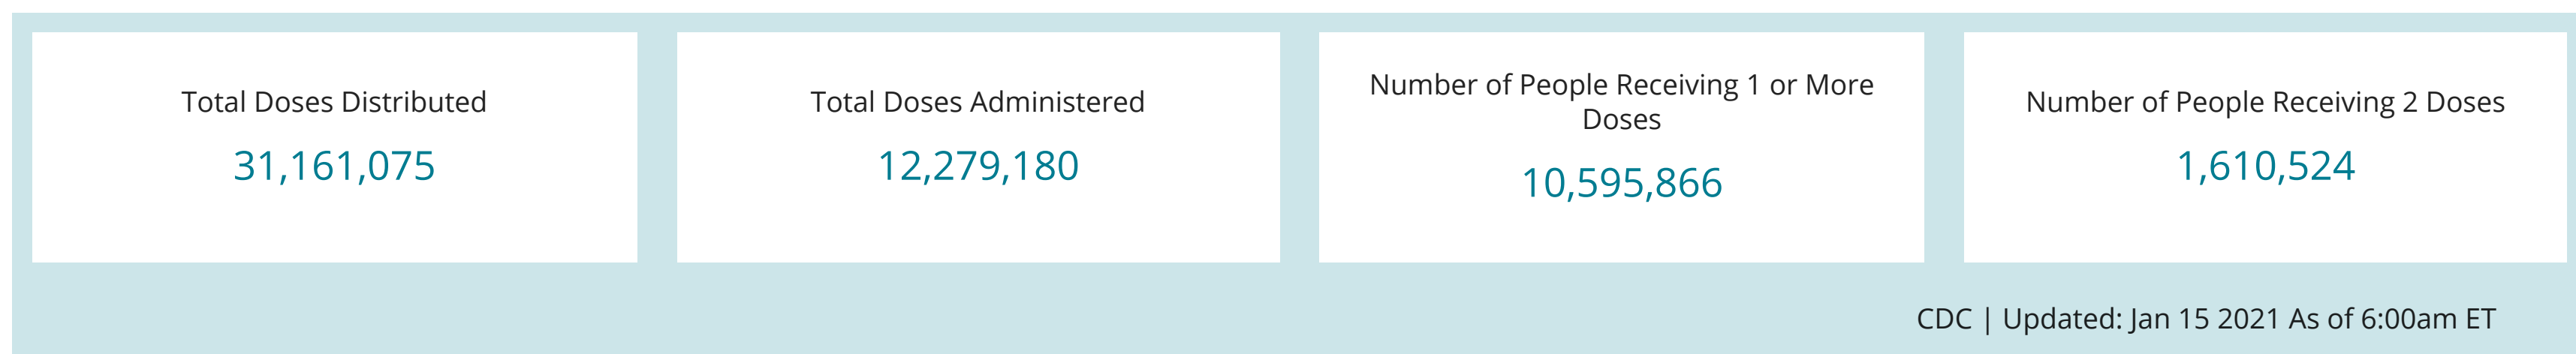 Total Doses Distributed
31,161,075
Total Doses Administered
12,279,180
Number of People Receiving 1 or More
Doses
10,595,866
Number of People Receiving 2 Doses
1,610,524
CDC | Updated: Jan 15 2021 As of 6:00am ET